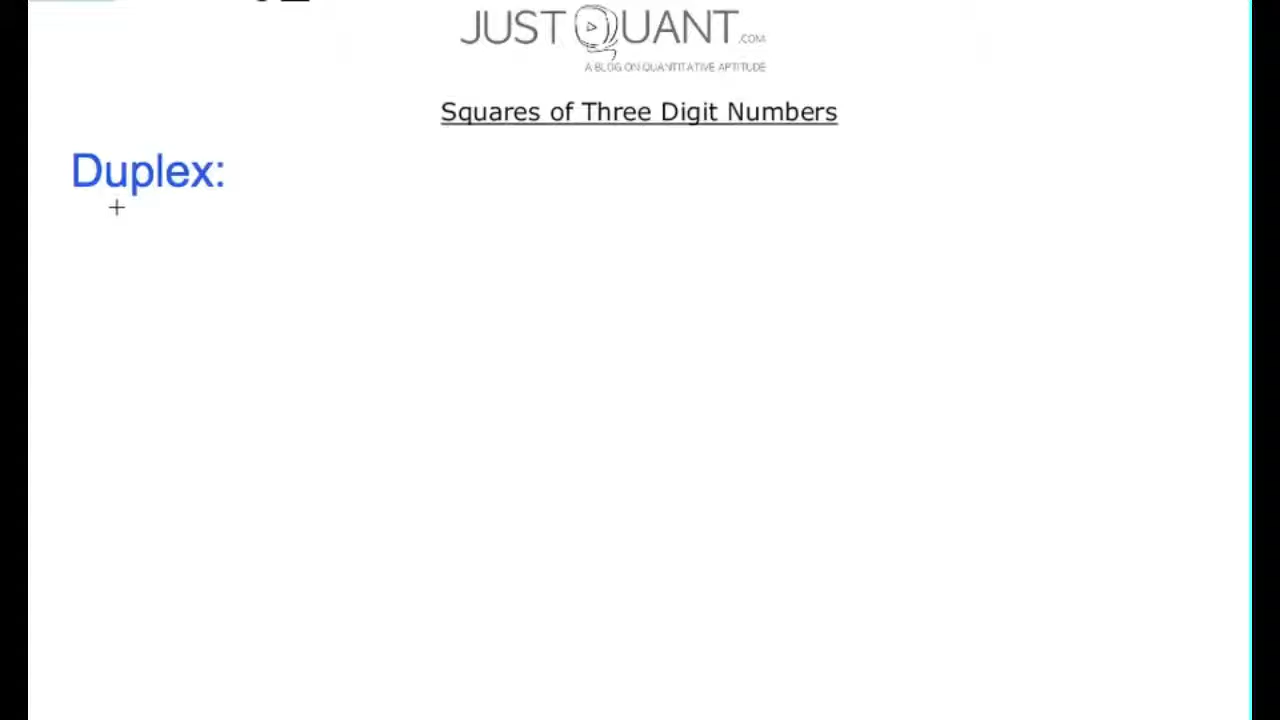 JUSTQUANT.COM
A BLOG ON QUANTITATIVE APTITUDE
Squares of Three Digit Numbers
Duplex: